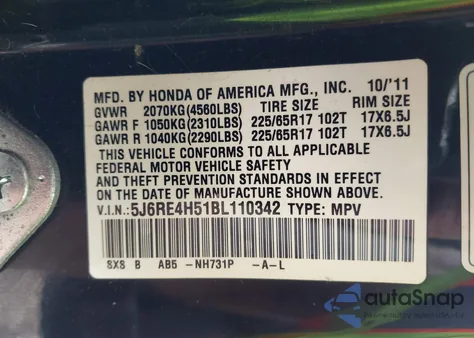 MFD. BY HONDA OF AMERICA MFG., INC. 10/'11
GVWR 2070KG(4560LBS) TIRE SIZE RIM SIZE
GAWR F 1050KG(2310LBS) 225/65R17 102T 17X6.5J
GAWR R 1040KG(2290LBS) 225/65R17 102T 17X6.5J
THIS VEHICLE CONFORMS TO ALL APPLICABLE
FEDERAL MOTOR VEHICLE SAFETY
AND THEFT PREVENTION STANDARDS IN EFFECT
ON THE DATE OF MANUFACTURE SHOWN ABOVE.
V.I.N.:5J6RE4H51BL110342 TYPE: MPV
SXS B AB5 -NH731P -A-L
autoSnap